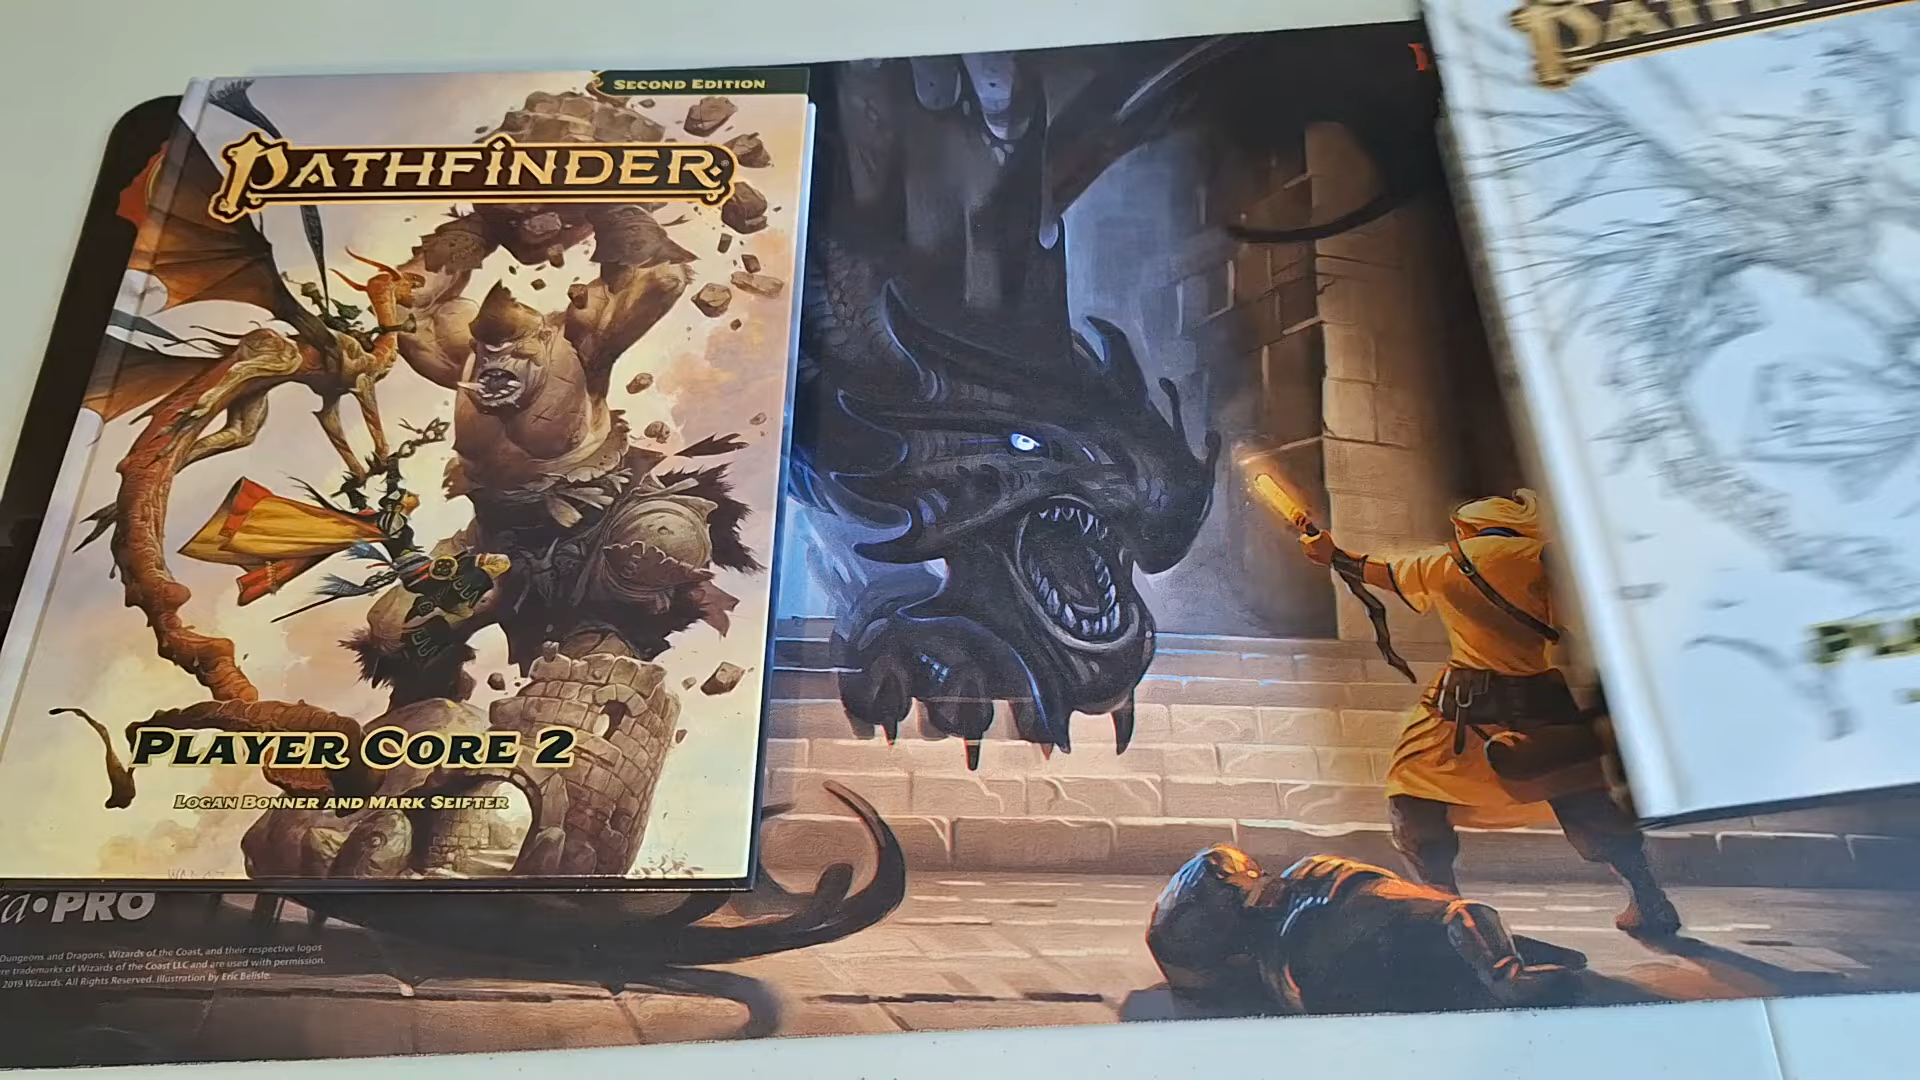 SECOND EDITION
PATHFINDER
PLAYER CORE 2
LOGAN BONNER AND MARK SEIFTER
a•PRO
Dungeons and Dragons, Wizards of the Coast, and their respective logos
re trademarks of Wizards of the Coast LLC and are used with permission.
2019 Wizards. All Rights Reserved. Illustration by Eric Belisle.
PATH